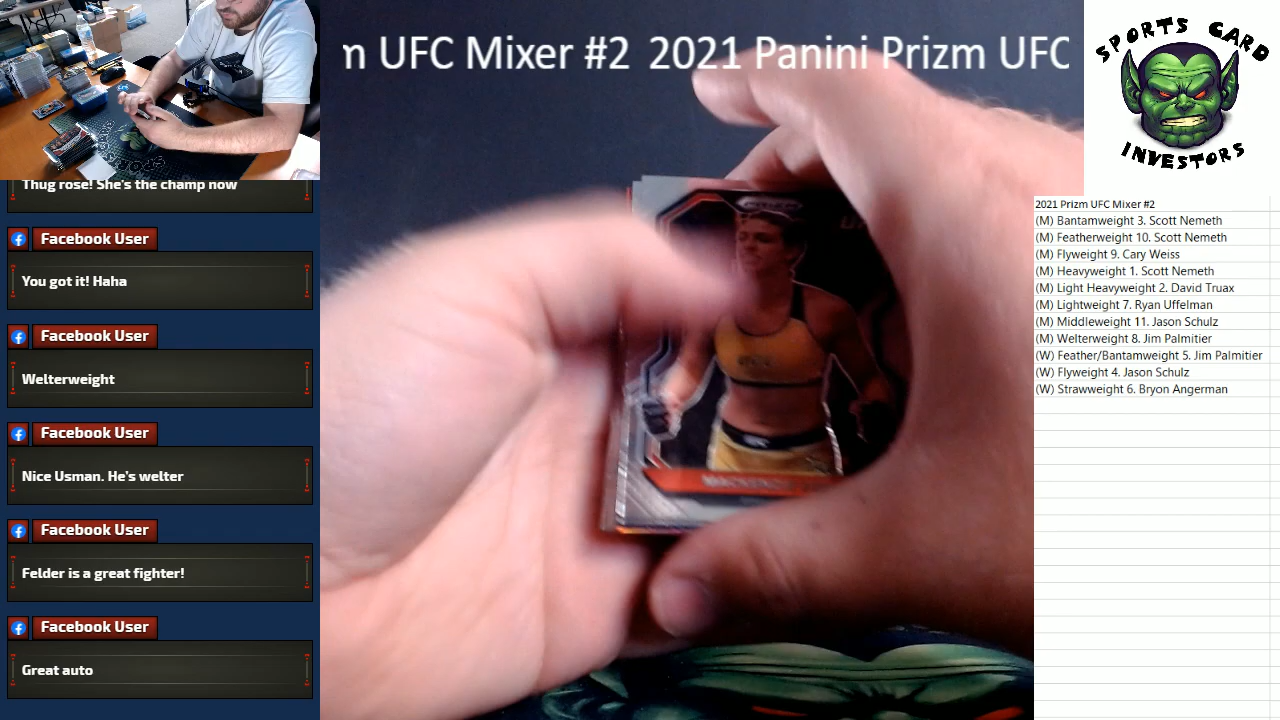 m UFC Mixer #2 2021 Panini Prizm UFC
SPORTS CARD
INVESTORS
Thug rose! She's the champ now
Facebook User
You got it! Haha
Facebook User
Welterweight
Facebook User
Nice Usman. He's welter
Facebook User
Felder is a great fighter!
Facebook User
Great auto
PRIZM
2021 Prizm UFC Mixer #2
(M) Bantamweight 3. Scott Nemeth
(M) Featherweight 10. Scott Nemeth
(M) Flyweight 9. Cary Weiss
(M) Heavyweight 1. Scott Nemeth
(M) Light Heavyweight 2. David Truax
(M) Lightweight 7. Ryan Uffelman
(M) Middleweight 11. Jason Schulz
(M) Welterweight 8. Jim Palmitier
(W) Feather/Bantamweight 5. Jim Palmitier
(W) Flyweight 4. Jason Schulz
(W) Strawweight 6. Bryon Angerman